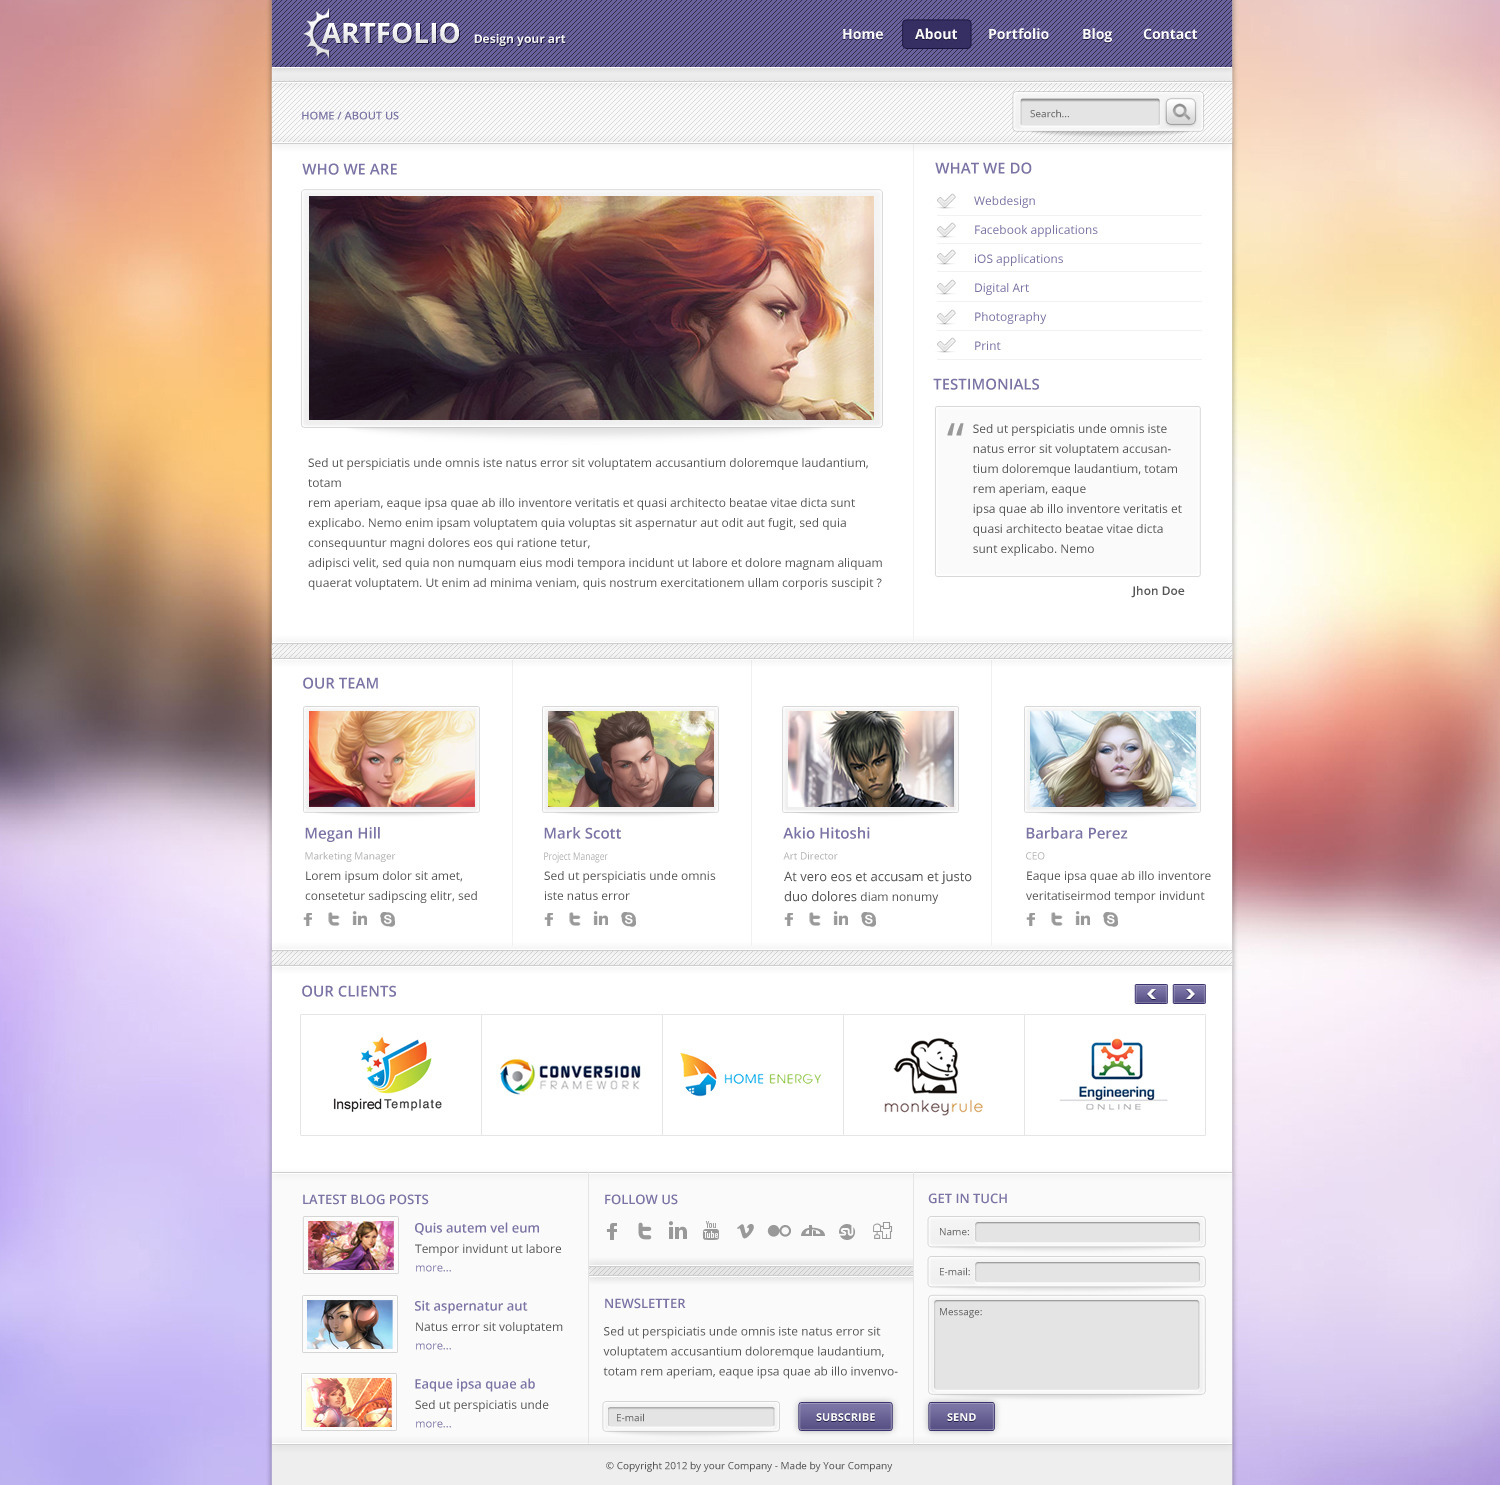 ARTFOLIO Design your art
Home About Portfolio Blog Contact
HOME / ABOUT US
Search...
WHO WE ARE
Sed ut perspiciatis unde omnis iste natus error sit voluptatem accusantium doloremque laudantium,
totam
rem aperiam, eaque ipsa quae ab illo inventore veritatis et quasi architecto beatae vitae dicta sunt
explicabo. Nemo enim ipsam voluptatem quia voluptas sit aspernatur aut odit aut fugit, sed quia
consequuntur magni dolores eos qui ratione tetur,
adipisci velit, sed quia non numquam eius modi tempora incidunt ut labore et dolore magnam aliquam
quaerat voluptatem. Ut enim ad minima veniam, quis nostrum exercitationem ullam corporis suscipit ?
WHAT WE DO
Webdesign
Facebook applications
iOS applications
Digital Art
Photography
Print
TESTIMONIALS
“ Sed ut perspiciatis unde omnis iste
natus error sit voluptatem accusan-
tium doloremque laudantium, totam
rem aperiam, eaque
ipsa quae ab illo inventore veritatis et
quasi architecto beatae vitae dicta
sunt explicabo. Nemo
Jhon Doe
OUR TEAM
Megan Hill
Marketing Manager
Lorem ipsum dolor sit amet,
consetetur sadipscing elitr, sed
Mark Scott
Project Manager
Sed ut perspiciatis unde omnis
iste natus error
Akio Hitoshi
Art Director
At vero eos et accusam et justo
duo dolores diam nonumy
Barbara Perez
CEO
Eaque ipsa quae ab illo inventore
veritatiseirmod tempor invidunt
OUR CLIENTS
Inspired Template
CONVERSION
FRAMEWORK
HOME ENERGY
monkeyrule
Engineering
ONLINE
LATEST BLOG POSTS
Quis autem vel eum
Tempor invidunt ut labore
more...
Sit aspernatur aut
Natus error sit voluptatem
more...
Eaque ipsa quae ab
Sed ut perspiciatis unde
more...
FOLLOW US
You
Tube
NEWSLETTER
Sed ut perspiciatis unde omnis iste natus error sit
voluptatem accusantium doloremque laudantium,
totam rem aperiam, eaque ipsa quae ab illo invenvo-
E-mail
SUBSCRIBE
GET IN TUCH
Name:
E-mail:
Message:
SEND
© Copyright 2012 by your Company - Made by Your Company